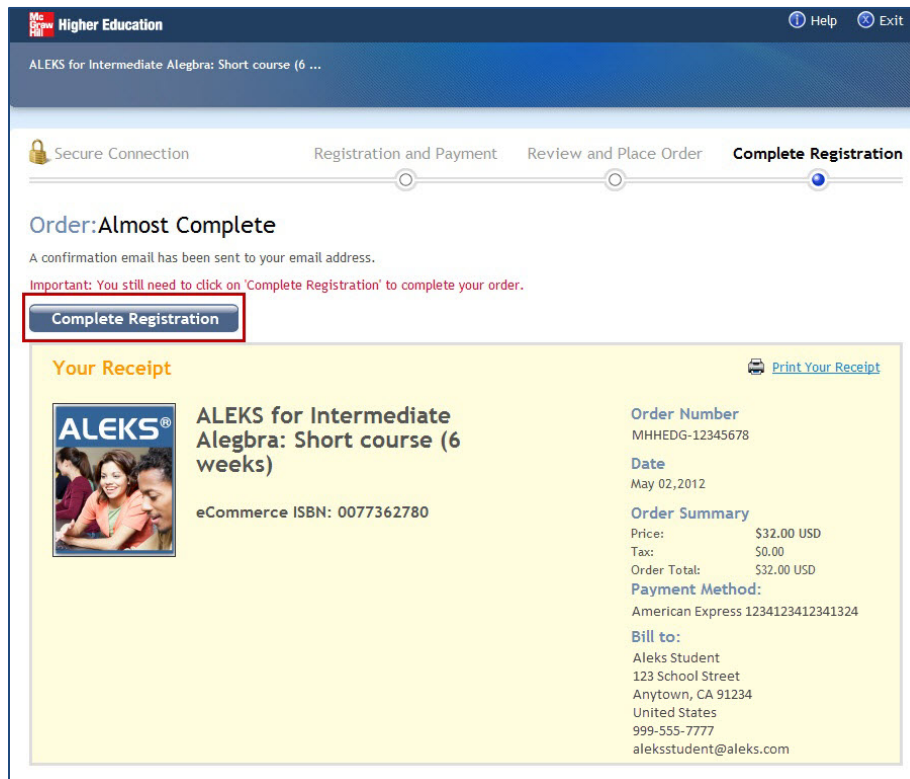 Mc Graw Hill Higher Education
Help
Exit
ALEKS for Intermediate Alegbra: Short course (6 ...
Secure Connection
Registration and Payment
Review and Place Order
Complete Registration
Order:Almost Complete
A confirmation email has been sent to your email address.
Important: You still need to click on 'Complete Registration' to complete your order.
Complete Registration
Your Receipt
Print Your Receipt
ALEKS®
ALEKS for Intermediate
Alegbra: Short course (6
weeks)
eCommerce ISBN: 0077362780
Order Number
MHHEDG-12345678
Date
May 02,2012
Order Summary
Price: $32.00 USD
Tax: $0.00
Order Total: $32.00 USD
Payment Method:
American Express 1234123412341324
Bill to:
Aleks Student
123 School Street
Anytown, CA 91234
United States
999-555-7777
aleksstudent@aleks.com